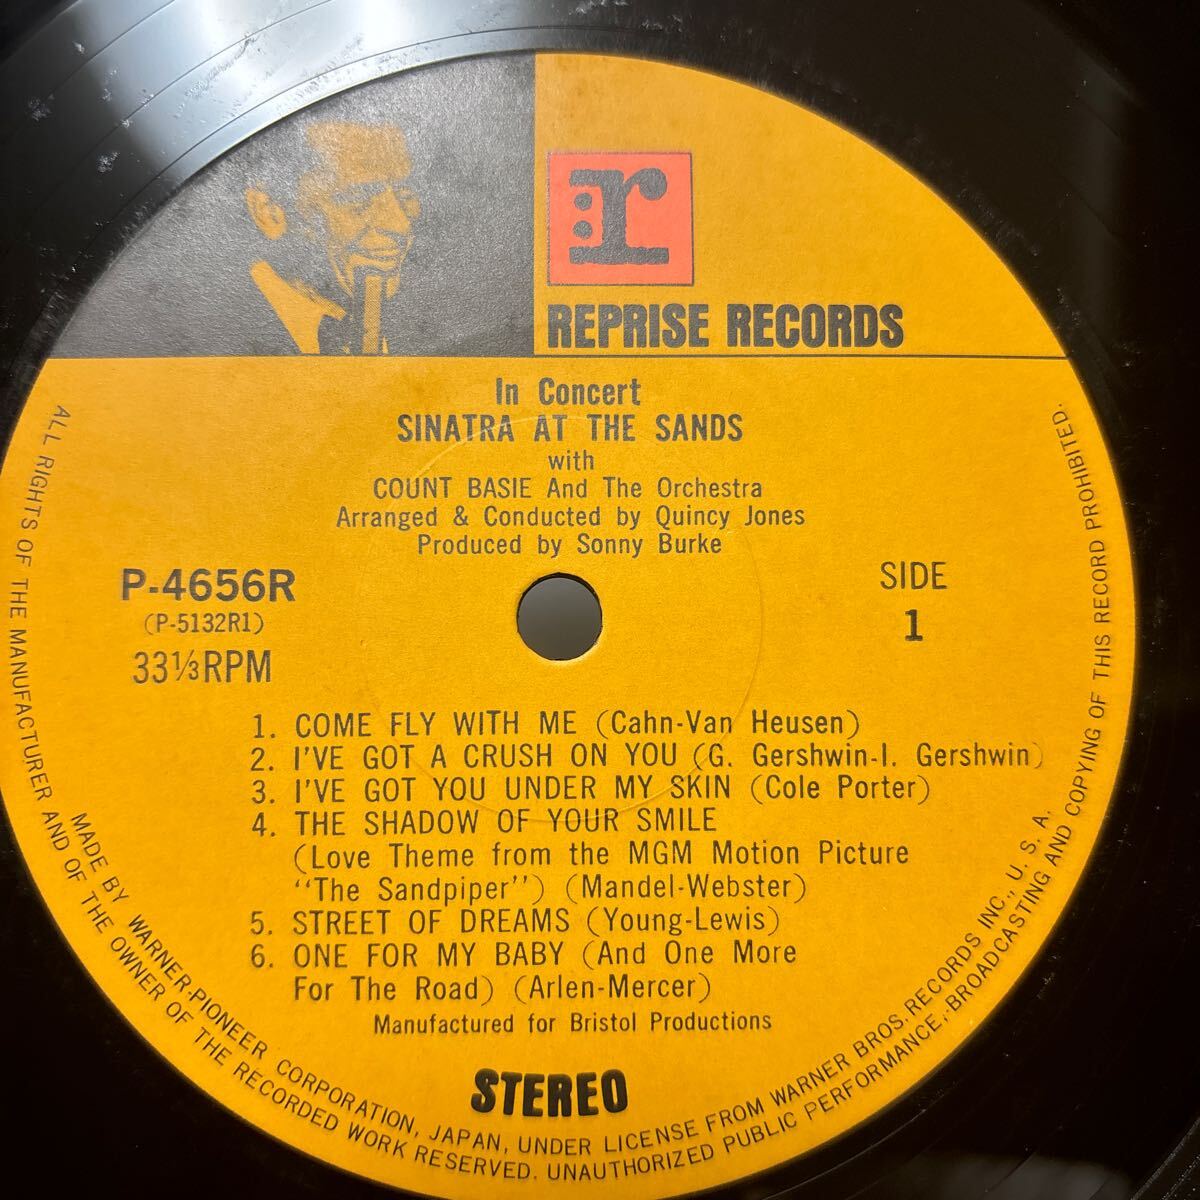 r
REPRISE RECORDS
In Concert
SINATRA AT THE SANDS
with
COUNT BASIE And The Orchestra
Arranged & Conducted by Quincy Jones
Produced by Sonny Burke
P-4656R
(P-5132R1)
33⅓RPM
SIDE
1
1. COME FLY WITH ME (Cahn-Van Heusen)
2. I'VE GOT A CRUSH ON YOU (G. Gershwin-I. Gershwin)
3. I'VE GOT YOU UNDER MY SKIN (Cole Porter)
4. THE SHADOW OF YOUR SMILE
(Love Theme from the MGM Motion Picture
"The Sandpiper") (Mandel-Webster)
5. STREET OF DREAMS (Young-Lewis)
6. ONE FOR MY BABY (And One More
For The Road) (Arlen-Mercer)
Manufactured for Bristol Productions
STEREO
MADE BY WARNER-PIONEER CORPORATION, JAPAN, UNDER LICENSE FROM WARNER BROS. RECORDS INC., U. S. A.
ALL RIGHTS OF THE MANUFACTURER AND OF THE OWNER OF THE RECORDED WORK RESERVED. UNAUTHORIZED PUBLIC PERFORMANCE, BROADCASTING AND COPYING OF THIS RECORD PROHIBITED.